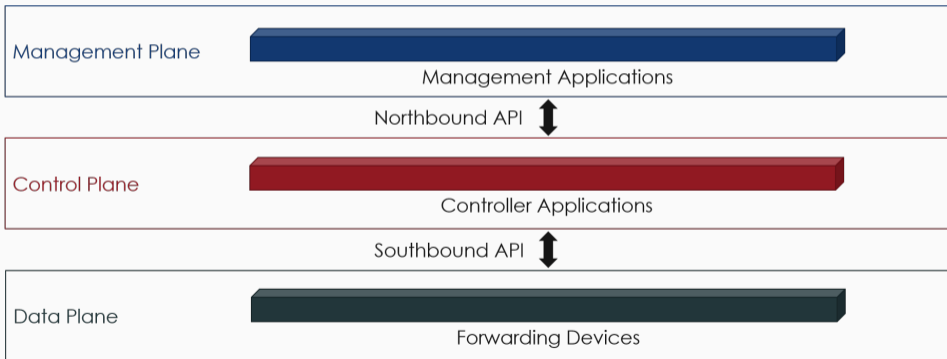 Management Plane
Management Applications
Northbound API
Control Plane
Controller Applications
Southbound API
Data Plane
Forwarding Devices